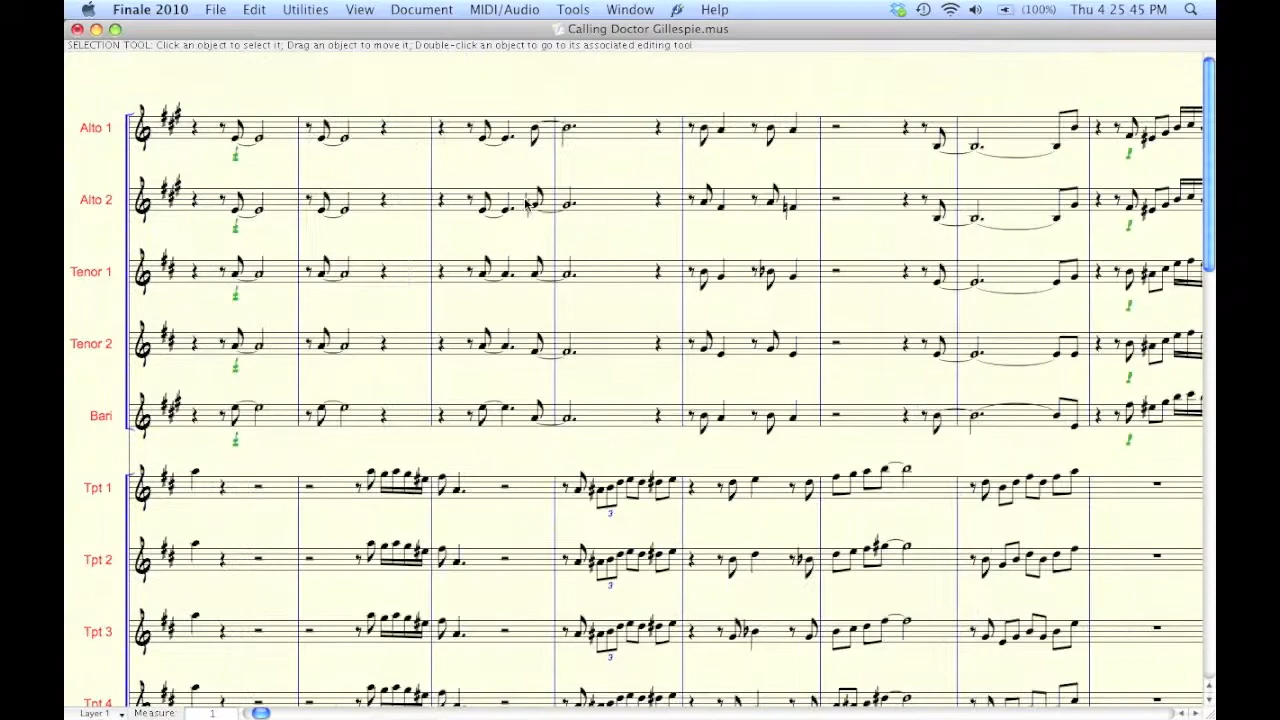 Finale 2010 File Edit Utilities View Document MIDI/Audio Tools Window Help (100%) Thu 4 25:45 PM
Calling Doctor Gillespie.mus
SELECTION TOOL: Click an object to select it; Drag an object to move it; Double-click an object to go to its associated editing tool
Alto 1
Alto 2
Tenor 1
Tenor 2
Bari
Tpt 1
3
Tpt 2
3
Tpt 3
3
Tpt 4
Layer 1 Measure: 1